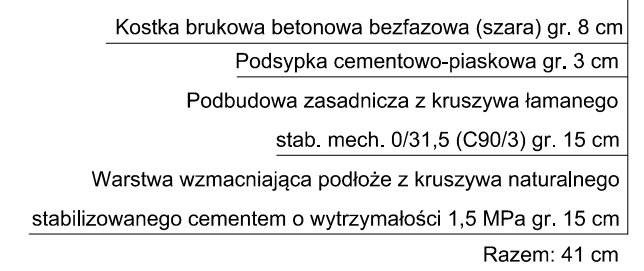 Kostka brukowa betonowa bezfazowa (szara) gr. 8 cm
Podsypka cementowo-piaskowa gr. 3 cm
Podbudowa zasadnicza z kruszywa łamanego
stab. mech. 0/31,5 (C90/3) gr. 15 cm
Warstwa wzmacniająca podłoże z kruszywa naturalnego
stabilizowanego cementem o wytrzymałości 1,5 MPa gr. 15 cm
Razem: 41 cm